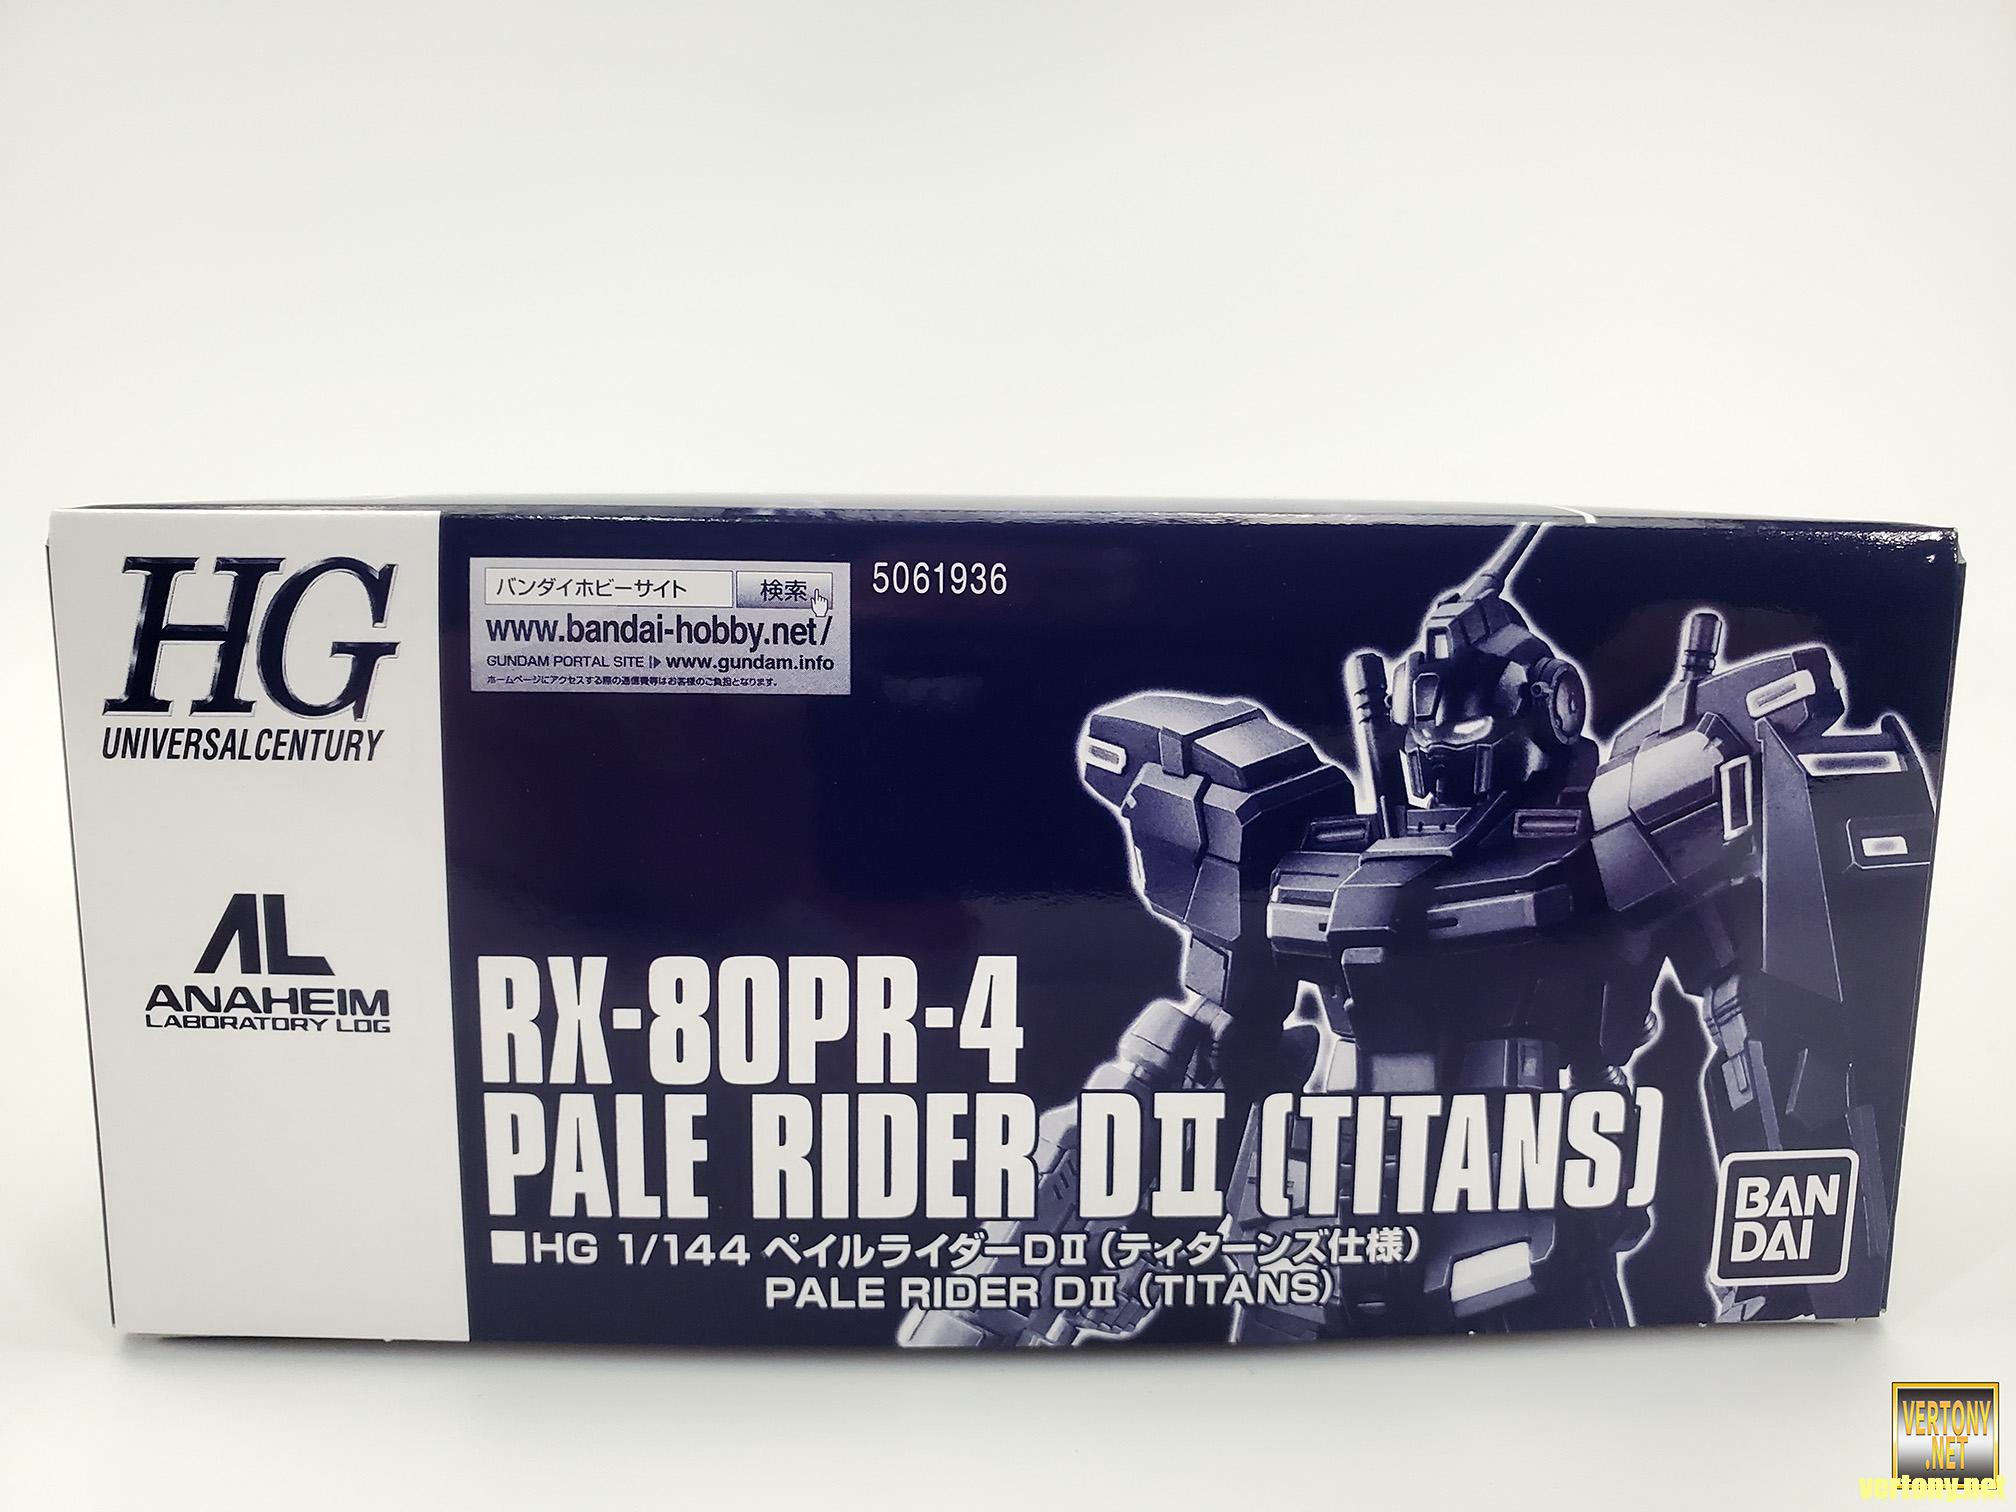 HG
UNIVERSAL CENTURY
AL
ANAHEIM
LABORATORY LOG
バンダイホビーサイト 検索
www.bandai-hobby.net/
GUNDAM PORTAL SITE www.gundam.info
ホームページにアクセスする際の通信費等はお客様のご負担となります。
5061936
RX-80PR-4
PALE RIDER DⅡ (TITANS)
■HG 1/144 ペイルライダーDⅡ（ティターンズ仕様）
PALE RIDER DⅡ (TITANS)
BAN
DAI
VERTONY
.NET
vertony.net